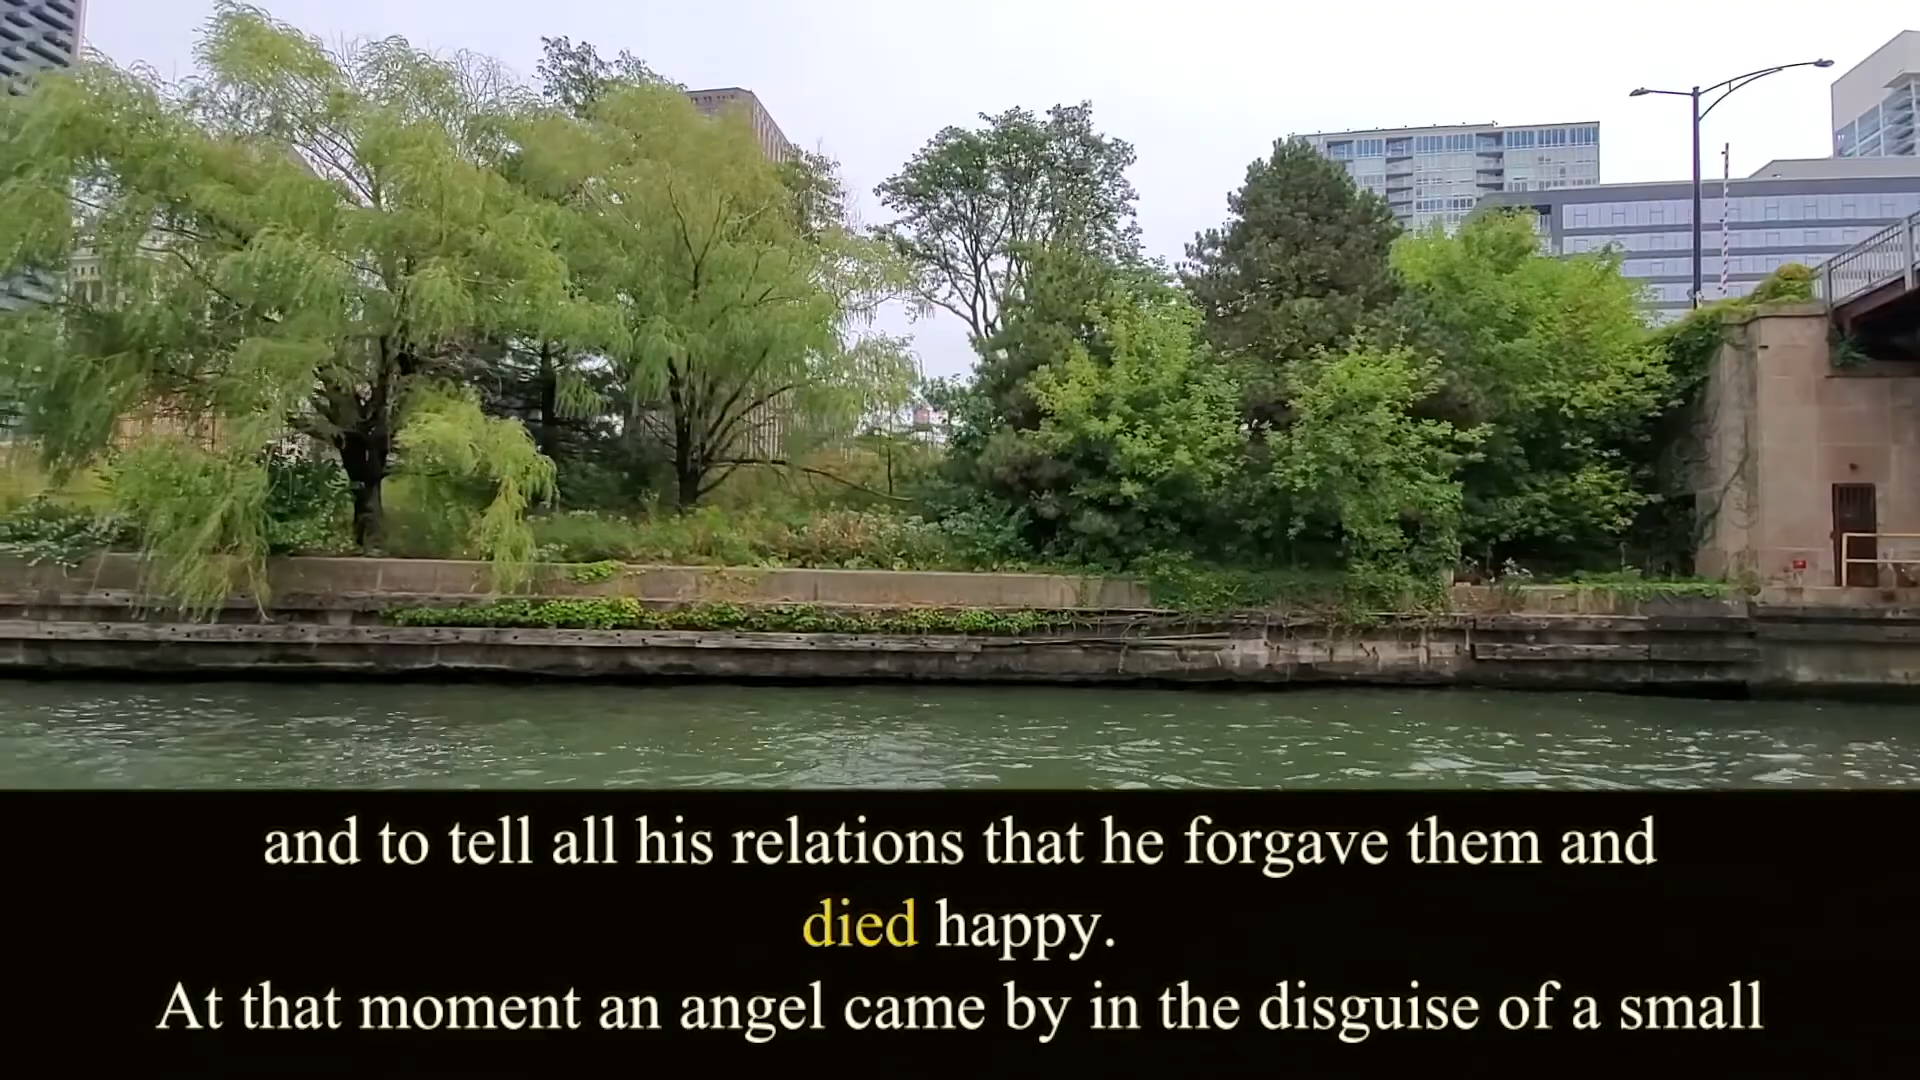 and to tell all his relations that he forgave them and
died happy.
At that moment an angel came by in the disguise of a small